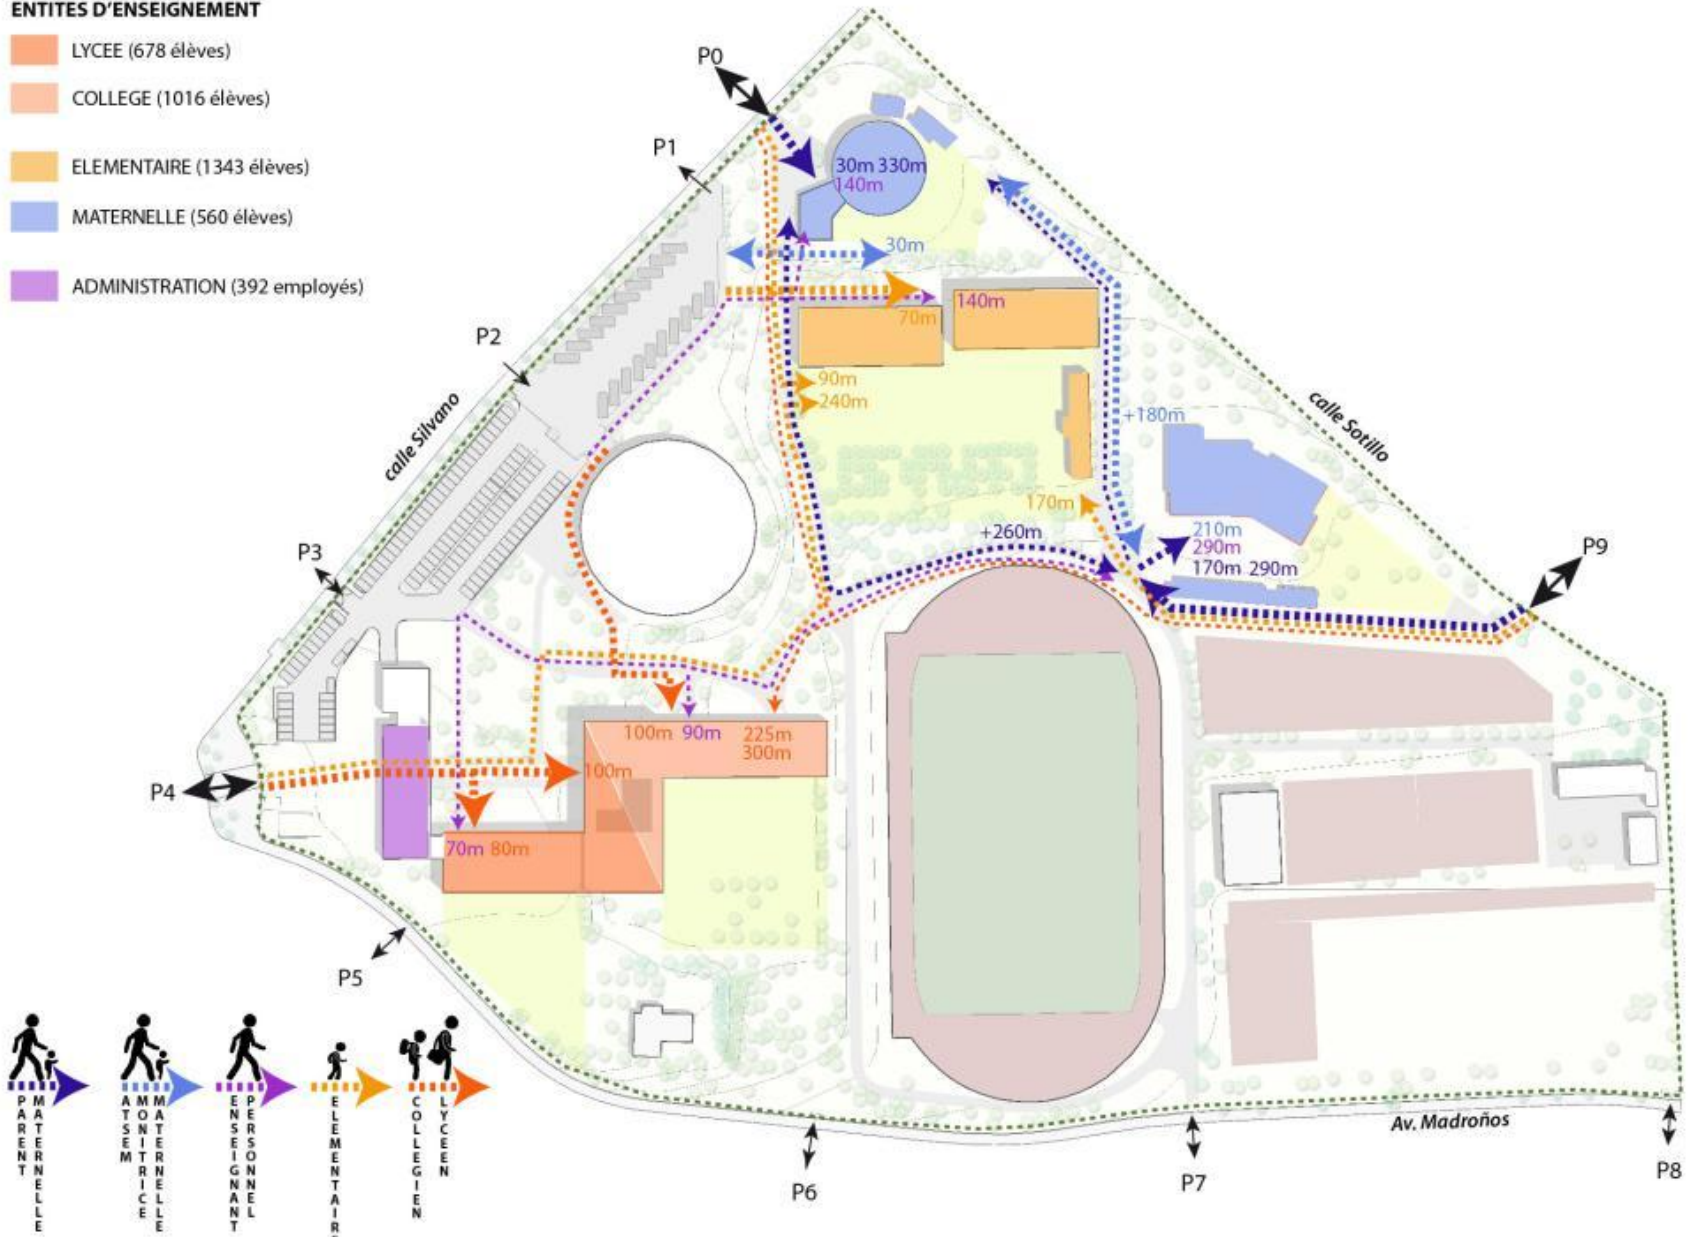 ENTITES D'ENSEIGNEMENT
LYCEE (678 élèves)
COLLEGE (1016 élèves)
ELEMENTAIRE (1343 élèves)
MATERNELLE (560 élèves)
ADMINISTRATION (392 employés)
P0
P1
P2
P3
P4
P5
P6
P7
P8
P9
calle Silvano
calle Sotillo
Av. Madroños
30m 330m
140m
30m
140m
70m
90m
240m
+180m
170m
+260m
210m
290m
170m 290m
100m 90m 225m
300m
100m
70m 80m
PARENT
MATERNELLE
ATSEM
MONITRICE
MATERNELLE
ENSEIGNANT
PERSONNEL
ELEMENTAIR
COLLEGIEN
LYCEEN